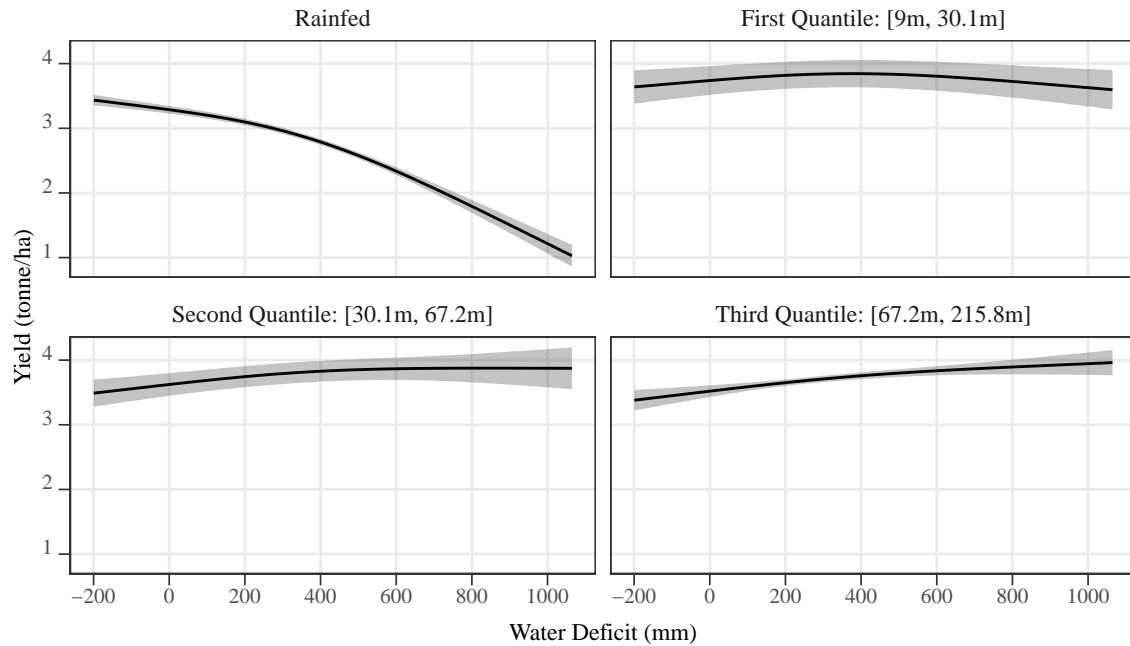 Rainfed
First Quantile: [9m, 30.1m]
4
3
2
1
Second Quantile: [30.1m, 67.2m]
Third Quantile: [67.2m, 215.8m]
4
3
2
1
−200 0 200 400 600 800 1000
−200 0 200 400 600 800 1000
Water Deficit (mm)
Yield (tonne/ha)